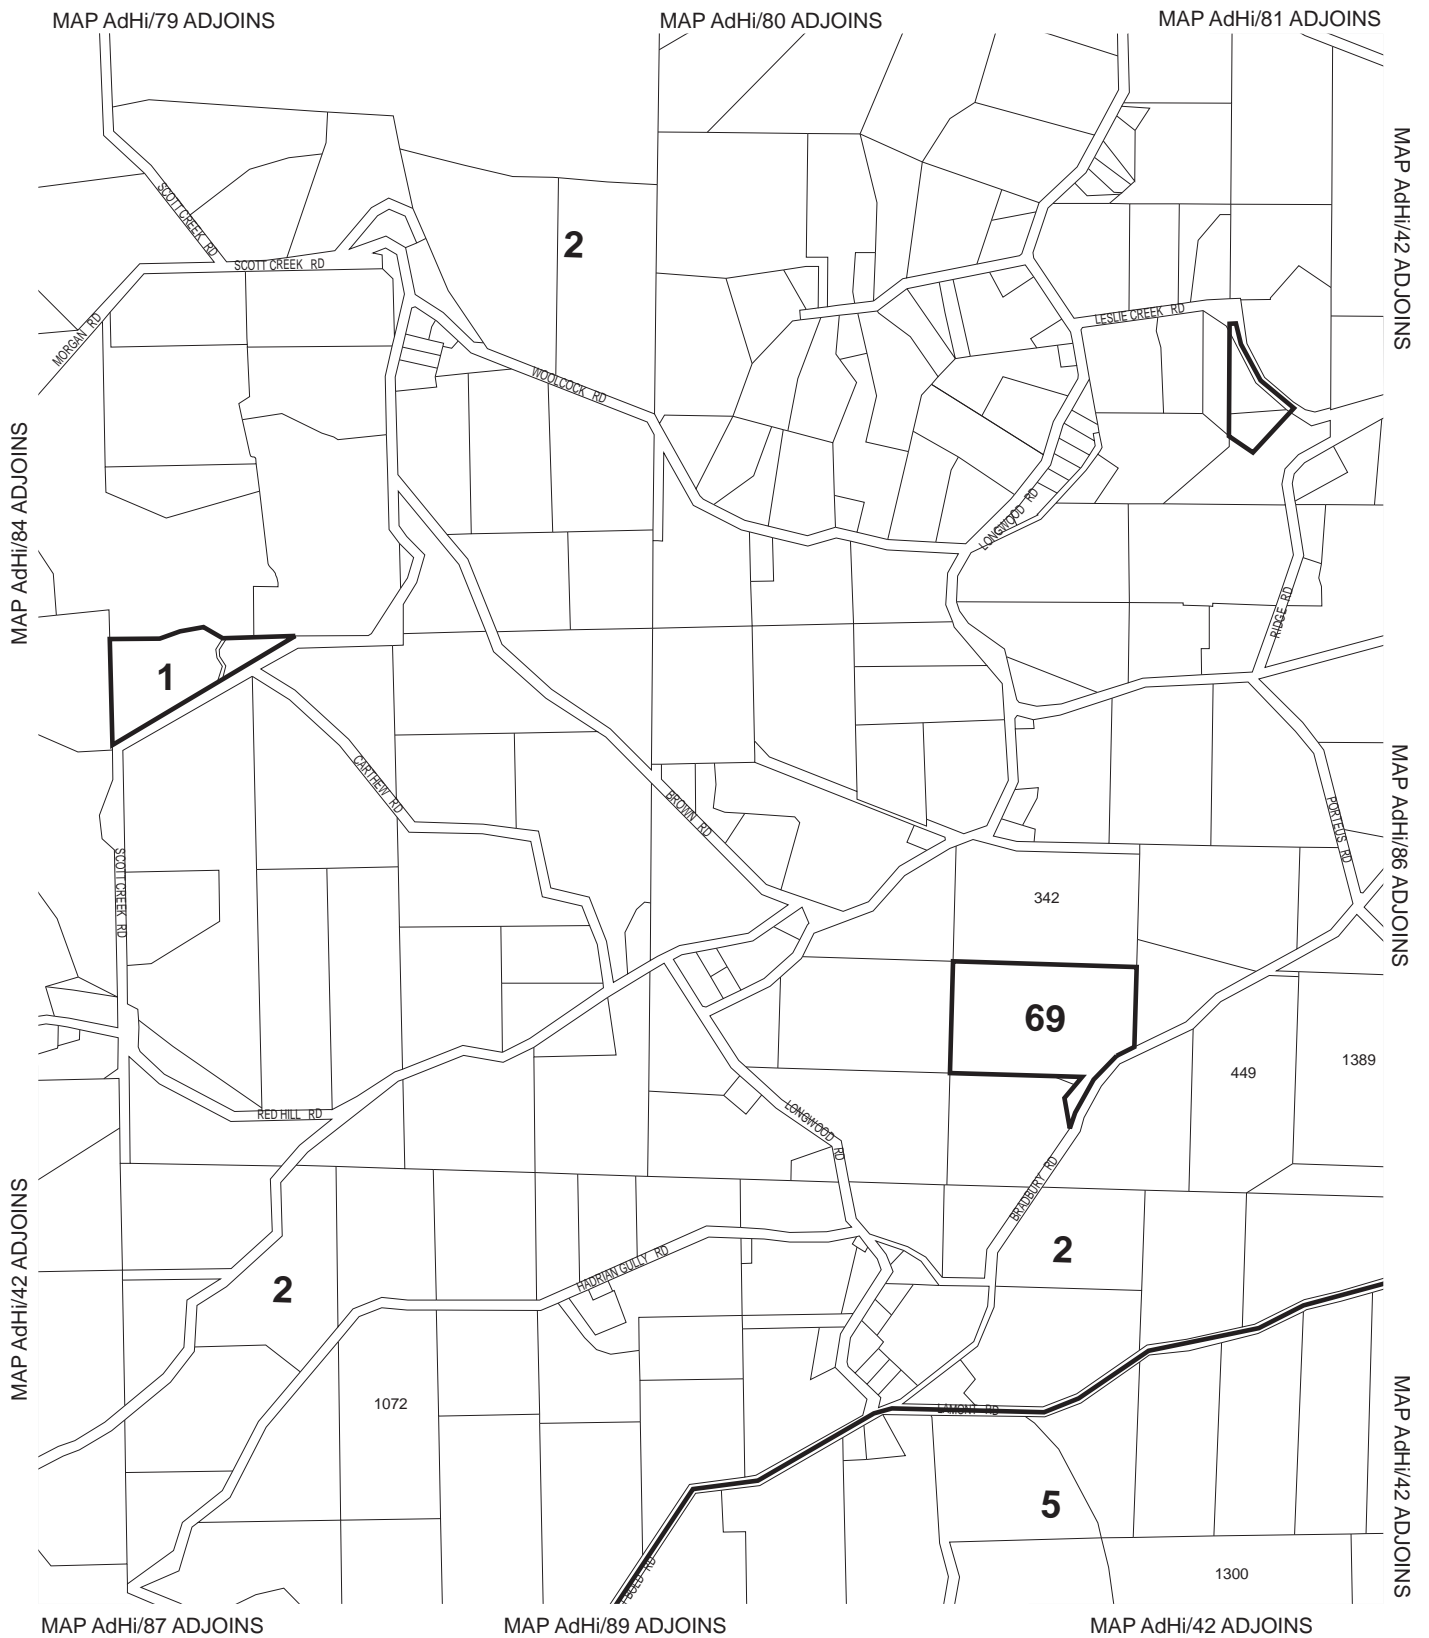 MAP AdHi/79 ADJOINS
MAP AdHi/80 ADJOINS
MAP AdHi/81 ADJOINS
MAP AdHi/42 ADJOINS
SCOTT CREEK RD
2
SCOTT CREEK RD
MORGAN RD
LESLIE CREEK RD
WOOLCOCK RD
MAP AdHi/84 ADJOINS
LONGWOOD RD
RIDGE RD
1
CARTHEW RD
BROWN RD
PORTEUS RD
MAP AdHi/86 ADJOINS
SCOTT CREEK RD
342
69
449
1389
RED HILL RD
LONGWOOD RD
BRADBURY RD
MAP AdHi/42 ADJOINS
HADRIAN GULLY RD
2
2
1072
LAMONT RD
MAP AdHi/42 ADJOINS
5
1300
RD
MAP AdHi/87 ADJOINS
MAP AdHi/89 ADJOINS
MAP AdHi/42 ADJOINS